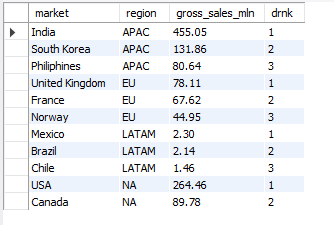 market region gross_sales_mln drnk
India APAC 455.05 1
South Korea APAC 131.86 2
Philiphines APAC 80.64 3
United Kingdom EU 78.11 1
France EU 67.62 2
Norway EU 44.95 3
Mexico LATAM 2.30 1
Brazil LATAM 2.14 2
Chile LATAM 1.46 3
USA NA 264.46 1
Canada NA 89.78 2